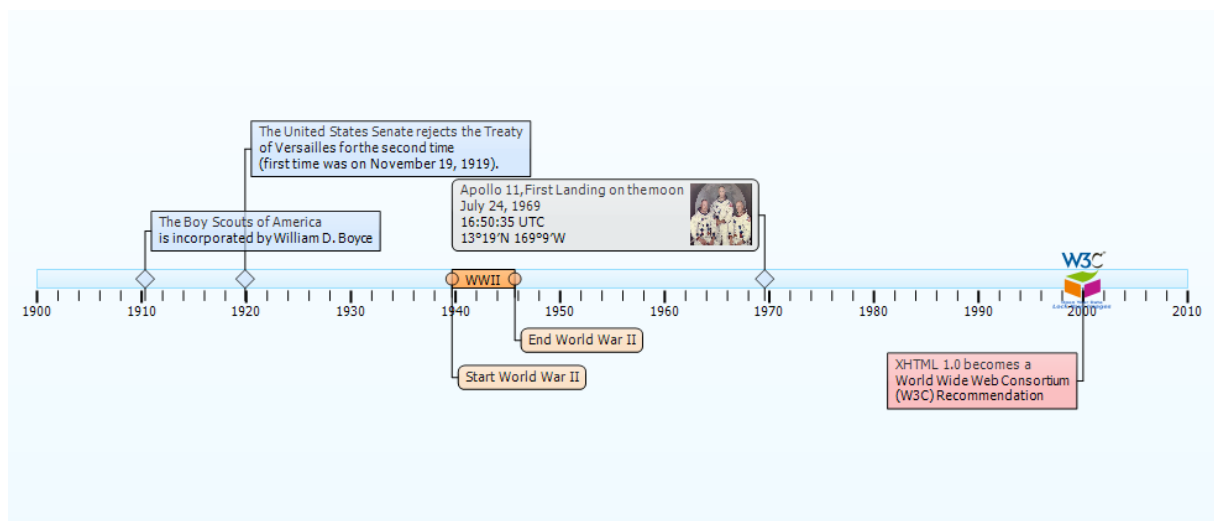 The United States Senate rejects the Treaty
of Versailles for the second time
(first time was on November 19, 1919).
Apollo 11, First Landing on the moon
July 24, 1969
16:50:35 UTC
13°19′N 169°9′W
The Boy Scouts of America
is incorporated by William D. Boyce
W3C
WWII
1900 1910 1920 1930 1940 1950 1960 1970 1980 1990 2000 2010
End World War II
Start World War II
XHTML 1.0 becomes a
World Wide Web Consortium
(W3C) Recommendation